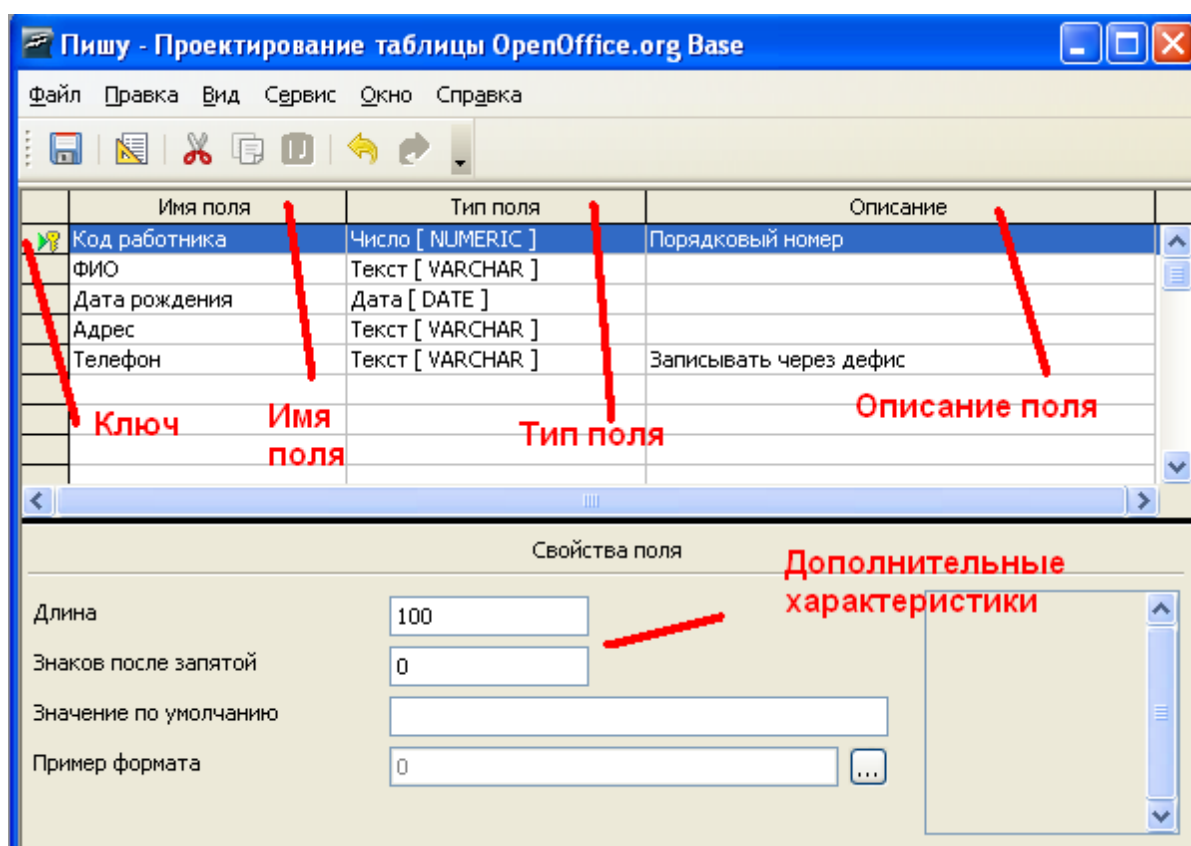 Пишу - Проектирование таблицы OpenOffice.org Base
Файл Правка Вид Сервис Окно Справка
Имя поля Тип поля Описание
Код работника Число [ NUMERIC ] Порядковый номер
ФИО Текст [ VARCHAR ]
Дата рождения Дата [ DATE ]
Адрес Текст [ VARCHAR ]
Телефон Текст [ VARCHAR ] Записывать через дефис
Ключ
Имя
поля
Тип поля
Описание поля
Свойства поля
Дополнительные
характеристики
Длина 100
Знаков после запятой 0
Значение по умолчанию
Пример формата 0 ...